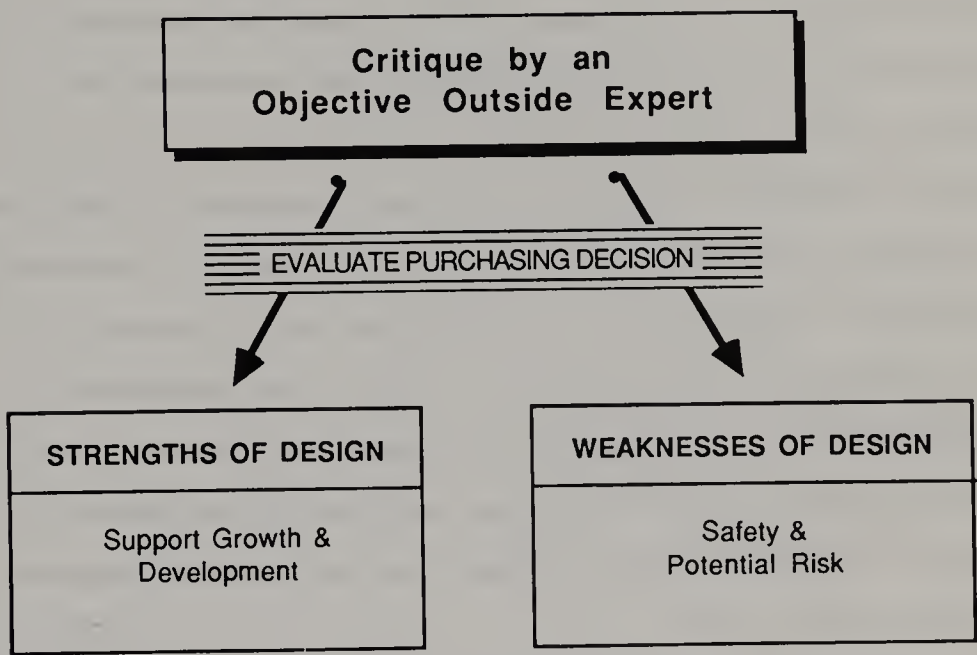 Critique by an
Objective Outside Expert
EVALUATE PURCHASING DECISION
STRENGTHS OF DESIGN
Support Growth &
Development
WEAKNESSES OF DESIGN
Safety &
Potential Risk